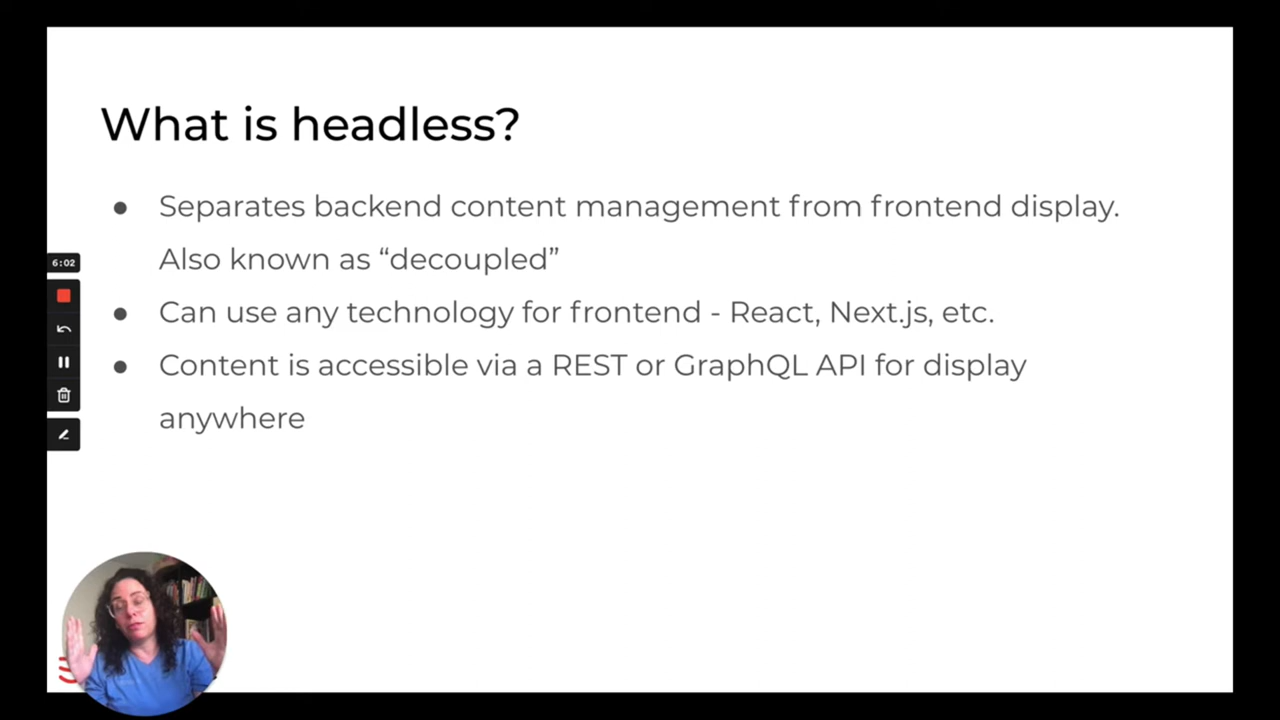 What is headless?
● Separates backend content management from frontend display.
Also known as “decoupled”
6:02
● Can use any technology for frontend - React, Next.js, etc.
● Content is accessible via a REST or GraphQL API for display
anywhere